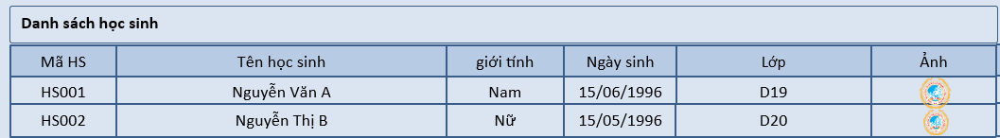 Danh sách học sinh
Mã HS Tên học sinh giới tính Ngày sinh Lớp Ảnh
HS001 Nguyễn Văn A Nam 15/06/1996 D19
HS002 Nguyễn Thị B Nữ 15/05/1996 D20